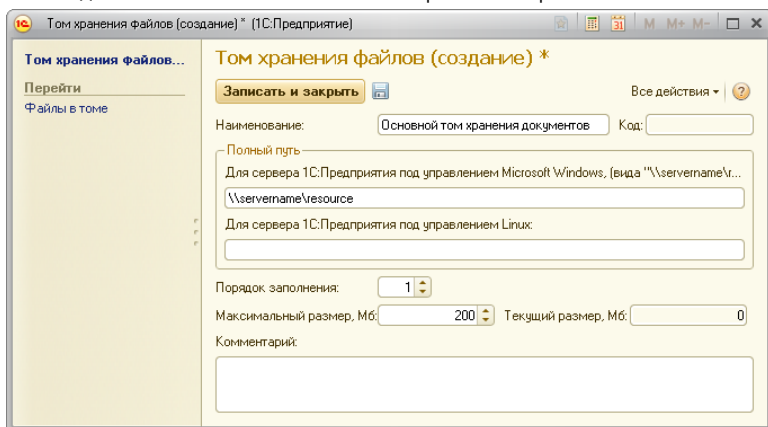 Том хранения файлов (создание) * (1С:Предприятие)
M M+ M-
Том хранения файлов...
Перейти
Файлы в томе
Том хранения файлов (создание) *
Записать и закрыть
Все действия
Наименование: Основной том хранения документов Код:
Полный путь
Для сервера 1С:Предприятия под управлением Microsoft Windows, (вида "\\servername\r...
\\servername\resource
Для сервера 1С:Предприятия под управлением Linux:
Порядок заполнения: 1
Максимальный размер, Мб: 200 Текущий размер, Мб: 0
Комментарий: